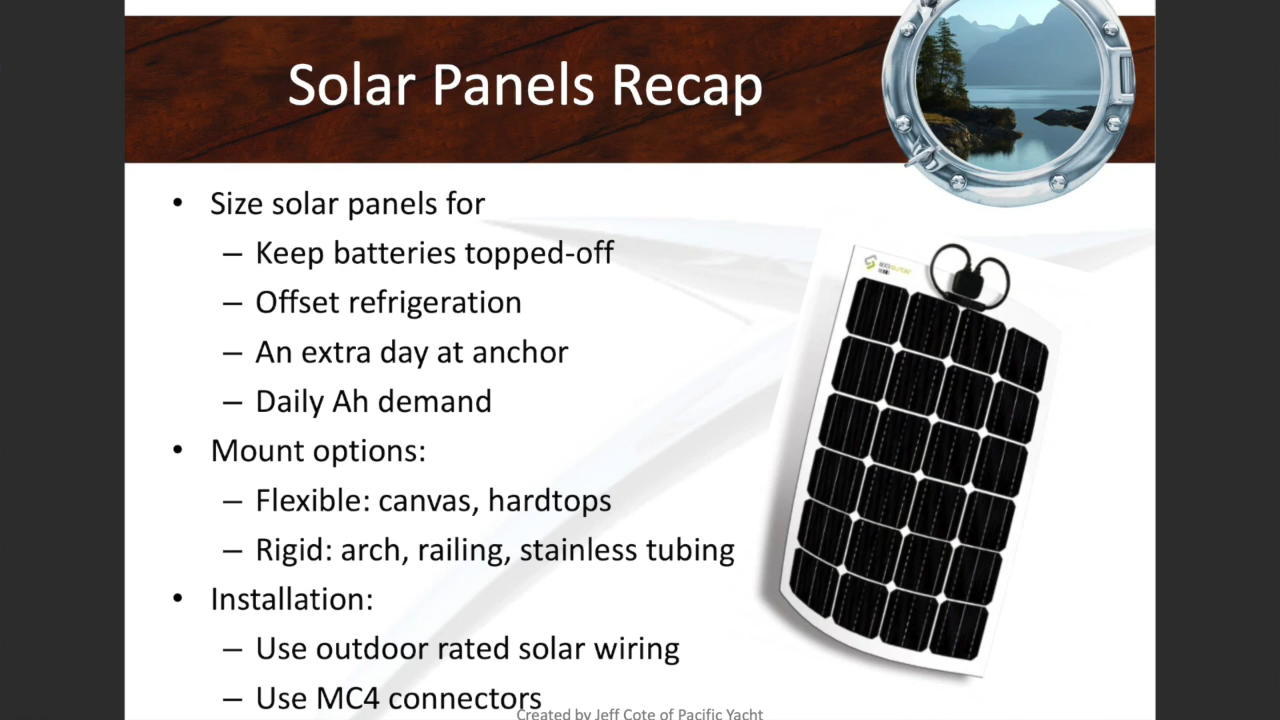 Solar Panels Recap
• Size solar panels for
– Keep batteries topped-off
– Offset refrigeration
– An extra day at anchor
– Daily Ah demand
• Mount options:
– Flexible: canvas, hardtops
– Rigid: arch, railing, stainless tubing
• Installation:
– Use outdoor rated solar wiring
– Use MC4 connectors
Created by Jeff Cote of Pacific Yacht